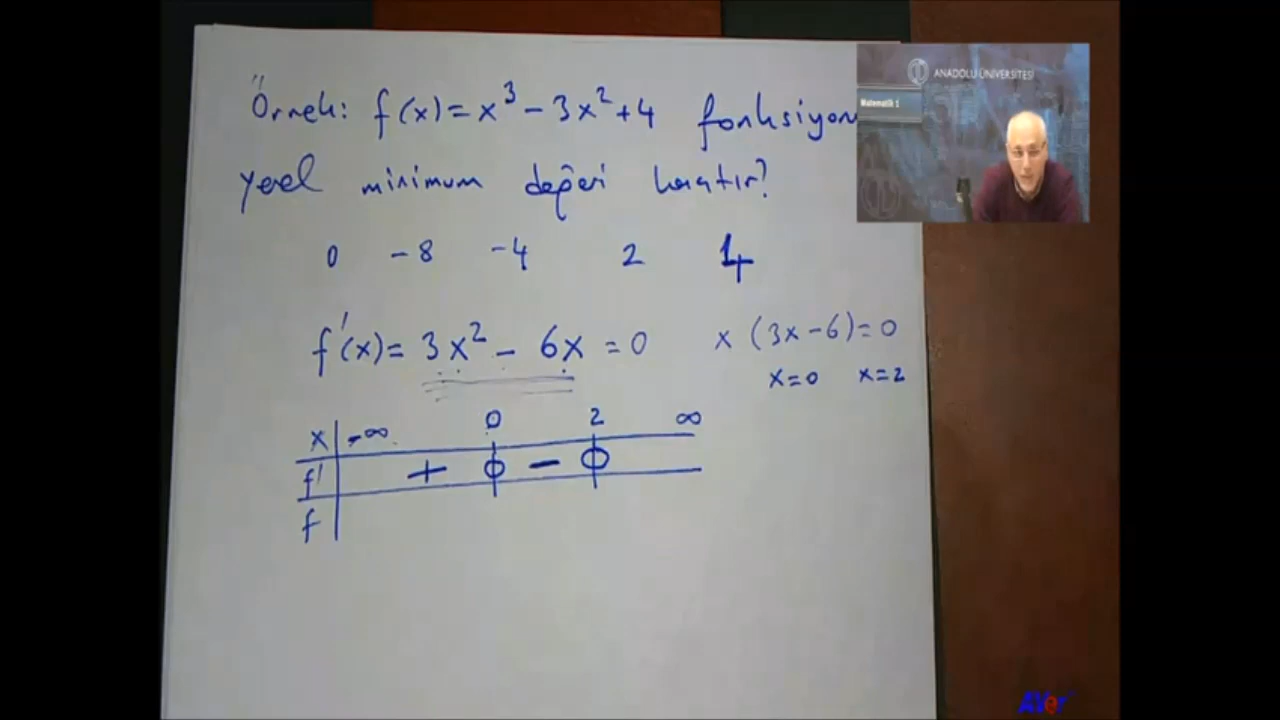 Örnek: f(x) = x³ - 3x² + 4 fonksiyon
yerel minimum değeri kaçtır?
0 -8 -4 2 4
f'(x) = 3x² - 6x = 0 x (3x - 6) = 0
x = 0 x = 2
x -∞ 0 2 ∞
f' + 0 - 0
f
ANADOLU ÜNİVERSİTESİ
Matematik 1
AVer